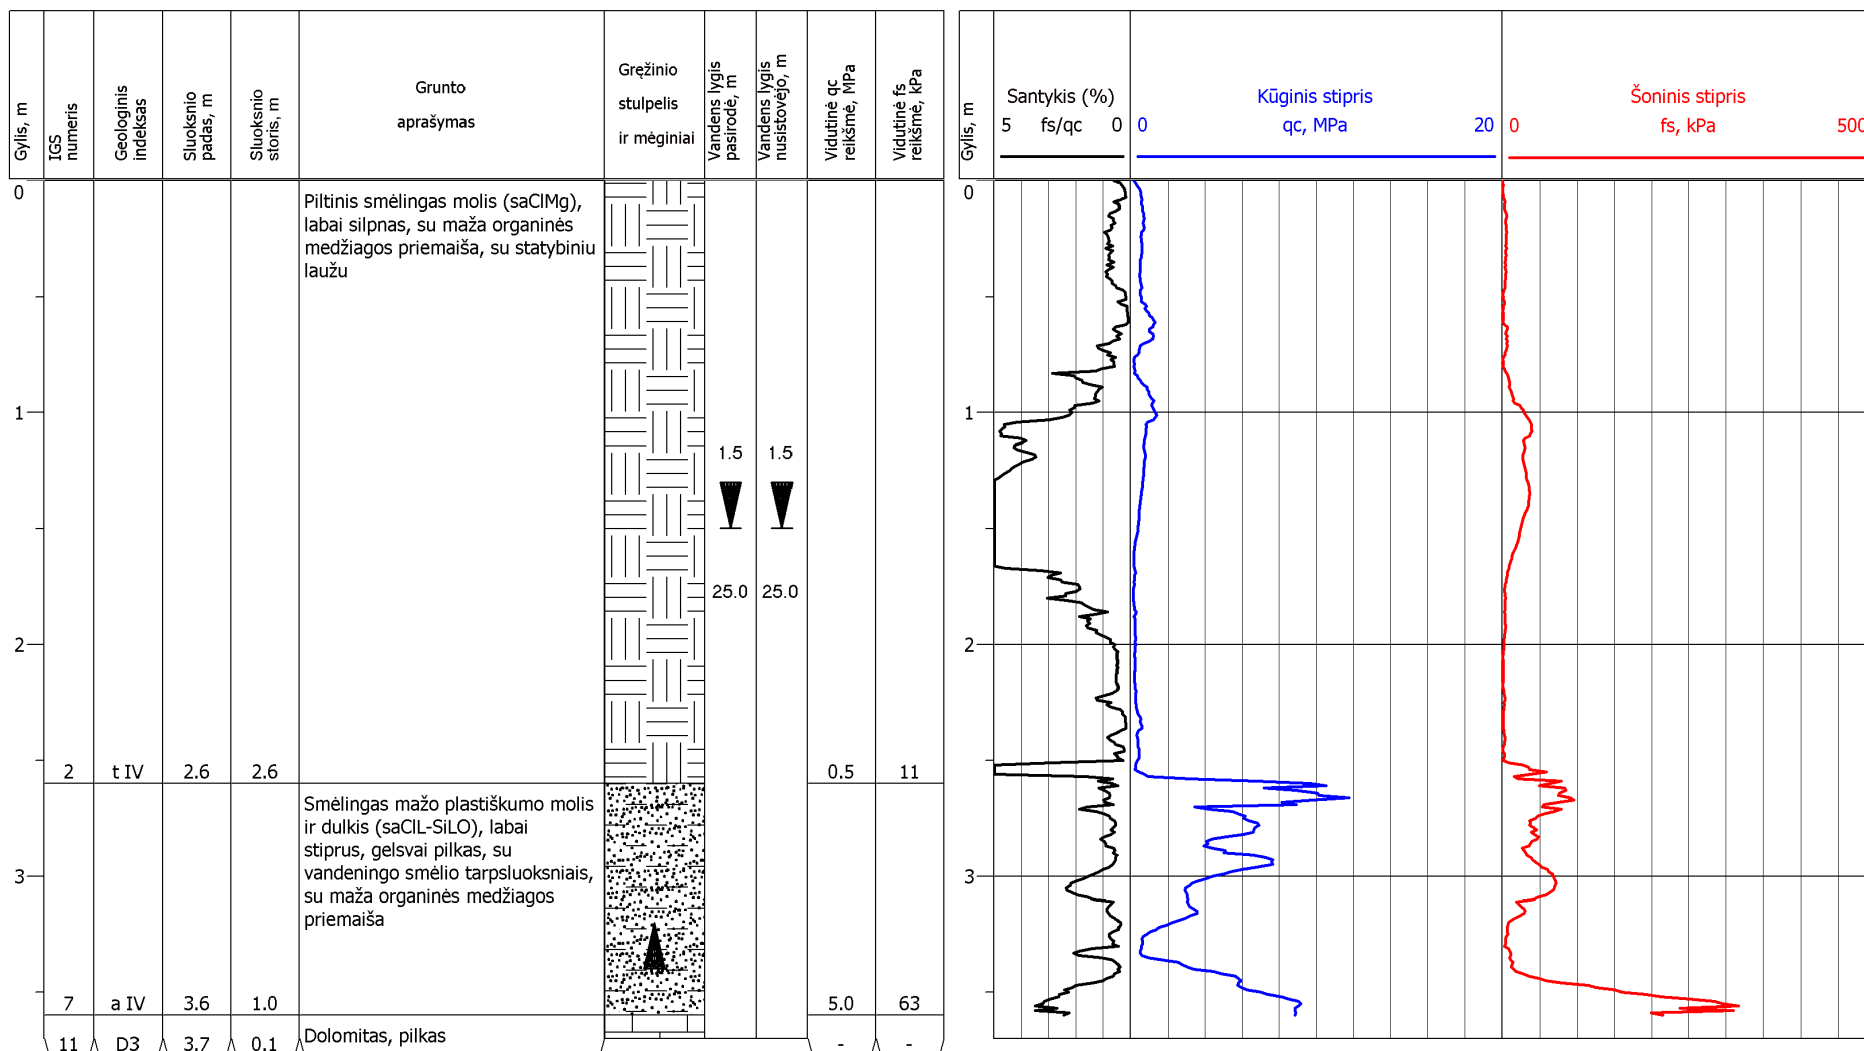 Gylis, m
IGS
numeris
Geologinis
indeksas
Sluoksnio
padas, m
Sluoksnio
storis, m
Grunto
aprašymas
Gręžinio
stulpelis
ir mėginiai
Vandens lygis
pasirodė, m
Vandens lygis
nusistovėjo, m
Vidutinė qc
reikšmė, MPa
Vidutinė fs
reikšmė, kPa
Gylis, m
Santykis (%)
5 fs/qc 0
Kūginis stipris
0 qc, MPa 20
Šoninis stipris
0 fs, kPa 500
0
Piltinis smėlingas molis (saClMg),
labai silpnas, su maža organinės
medžiagos priemaiša, su statybiniu
laužu
0
1
1
1.5 1.5
25.0 25.0
2
2
2 t IV 2.6 2.6 0.5 11
Smėlingas mažo plastiškumo molis
ir dulkis (saClL-SiLO), labai
stiprus, gelsvai pilkas, su
vandeningo smėlio tarpsluoksniais,
su maža organinės medžiagos
priemaiša
3
3
7 a IV 3.6 1.0 5.0 63
Dolomitas, pilkas
11 D3 3.7 0.1 - -